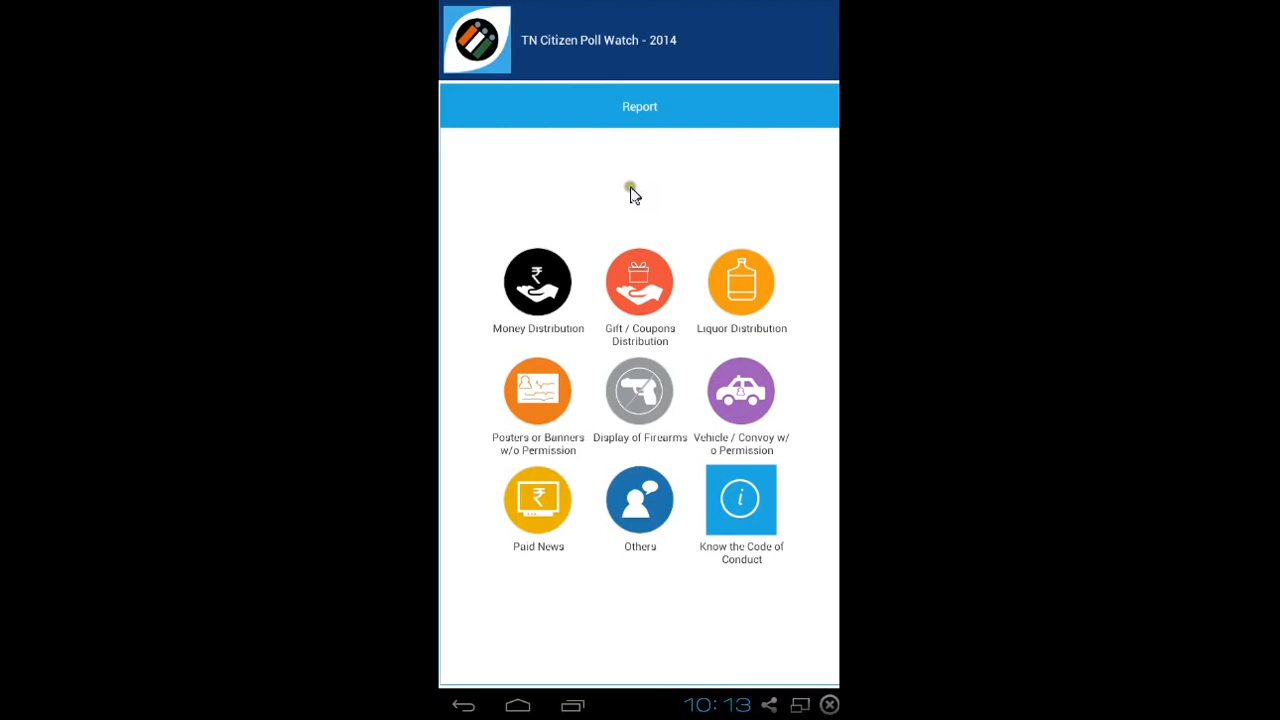 TN Citizen Poll Watch - 2014
Report
Money Distribution
Gift / Coupons
Distribution
Liquor Distribution
Posters or Banners
w/o Permission
Display of Firearms
Vehicle / Convoy w/
o Permission
₹
Paid News
Others
i
Know the Code of
Conduct
10:13